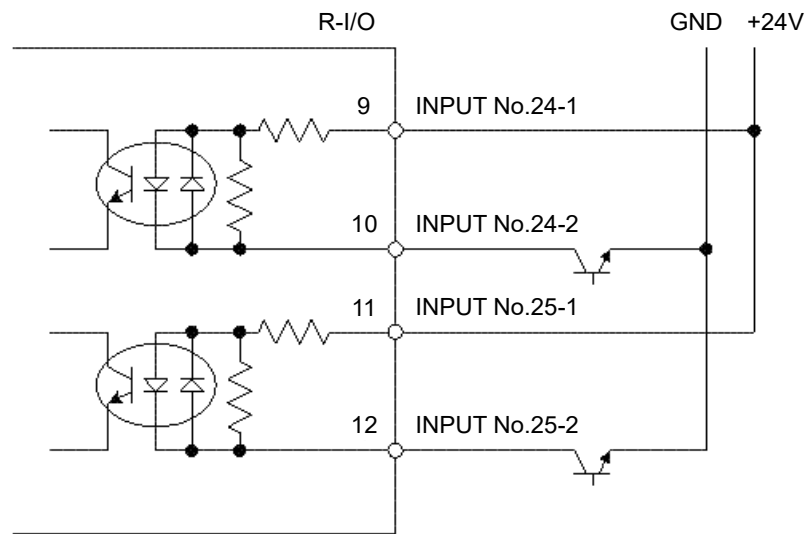 R-I/O GND +24V
9 INPUT No.24-1
10 INPUT No.24-2
11 INPUT No.25-1
12 INPUT No.25-2